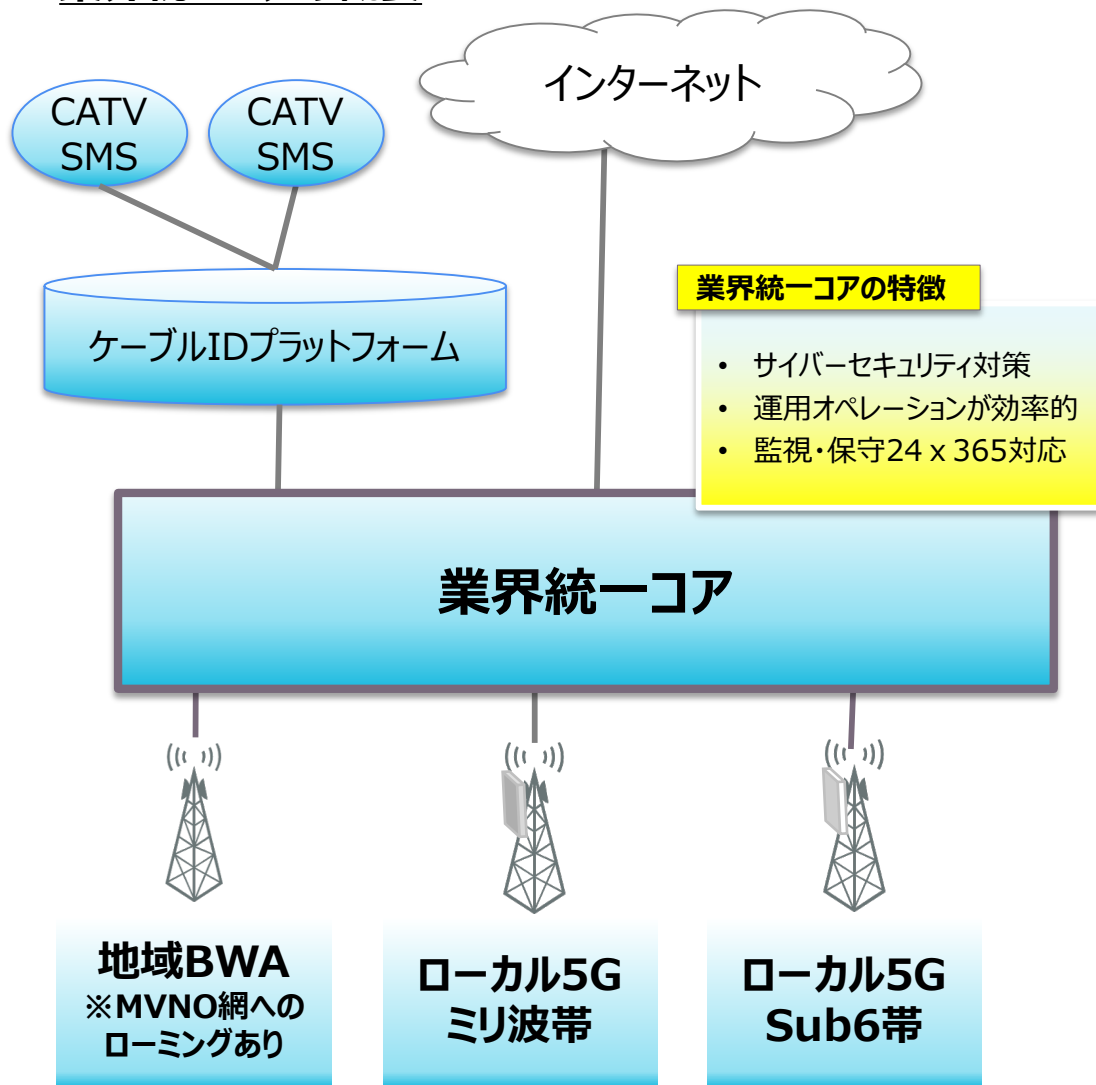 CATV
SMS
CATV
SMS
インターネット
ケーブルIDプラットフォーム
業界統一コアの特徴
• サイバーセキュリティ対策
• 運用オペレーションが効率的
• 監視・保守24 x 365対応
業界統一コア
地域BWA
※MVNO網への
ローミングあり
ローカル5G
ミリ波帯
ローカル5G
Sub6帯